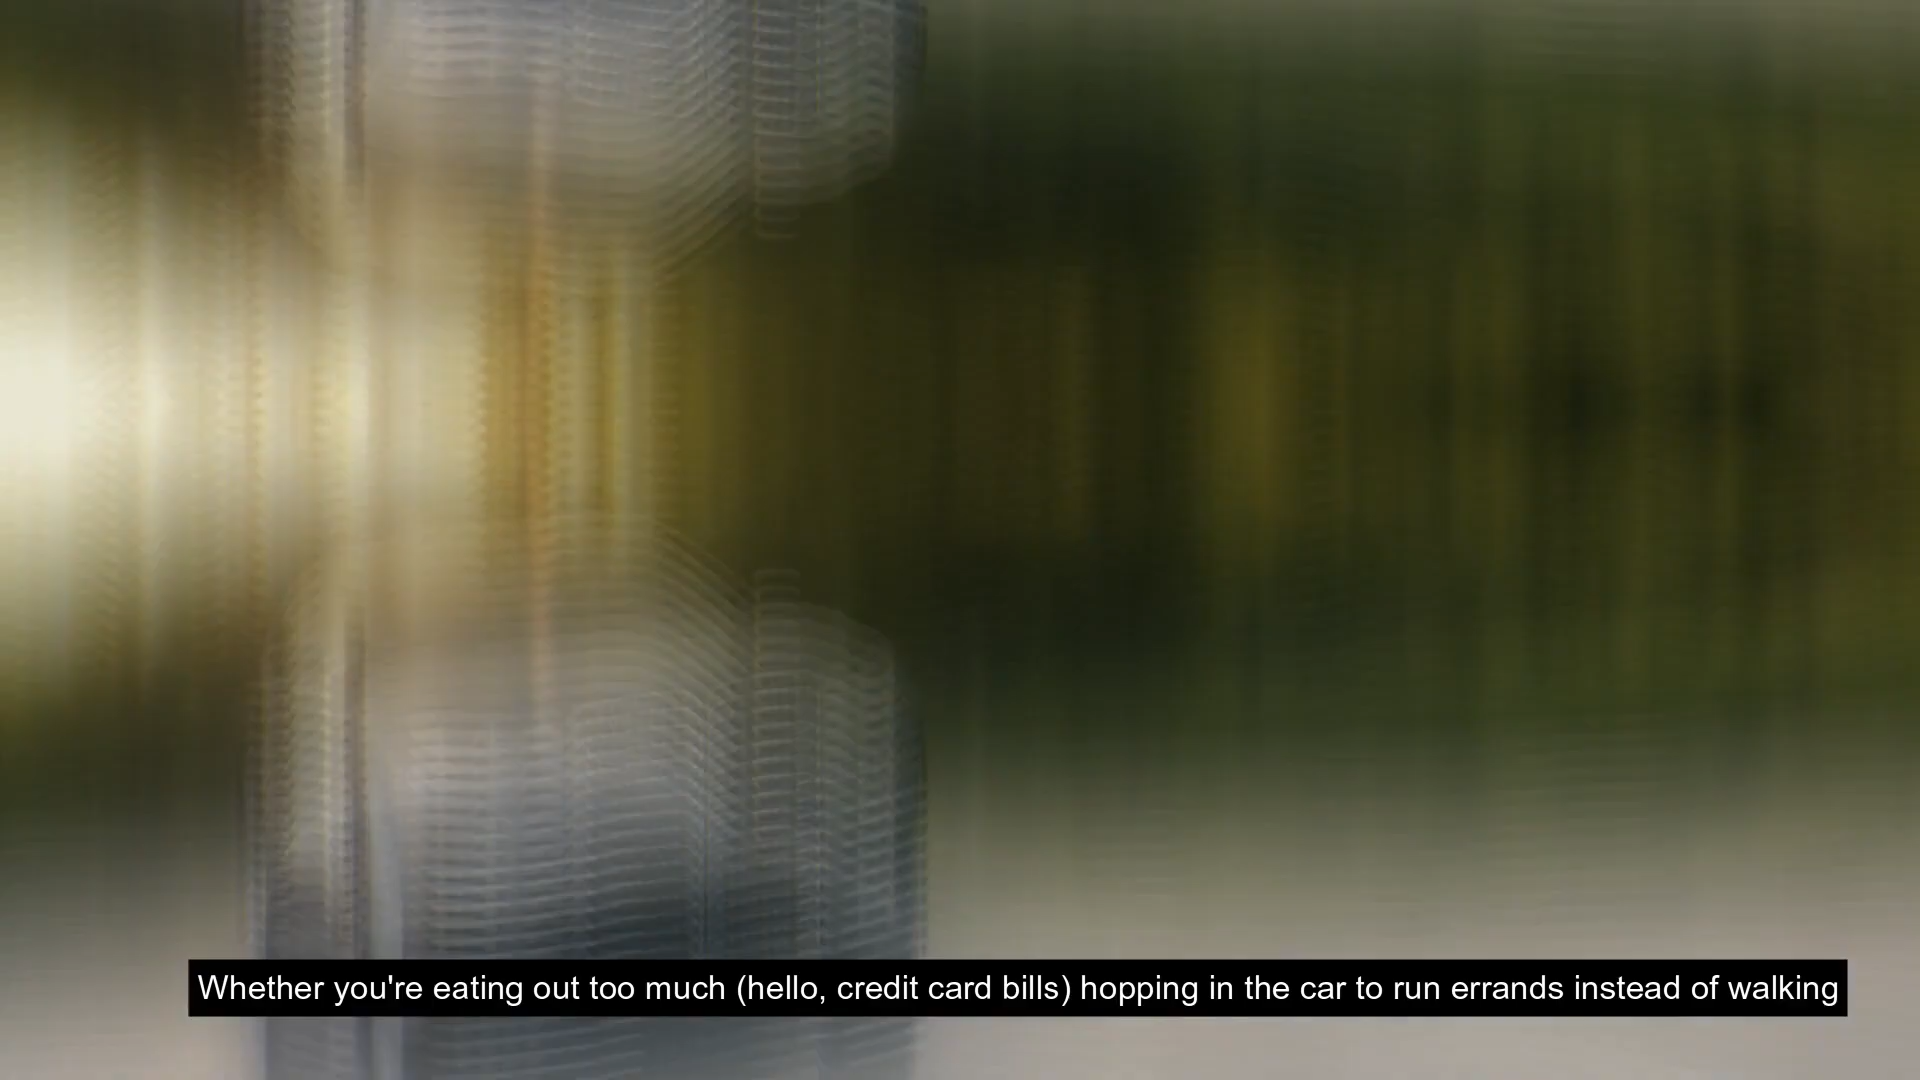 Whether you're eating out too much (hello, credit card bills) hopping in the car to run errands instead of walking